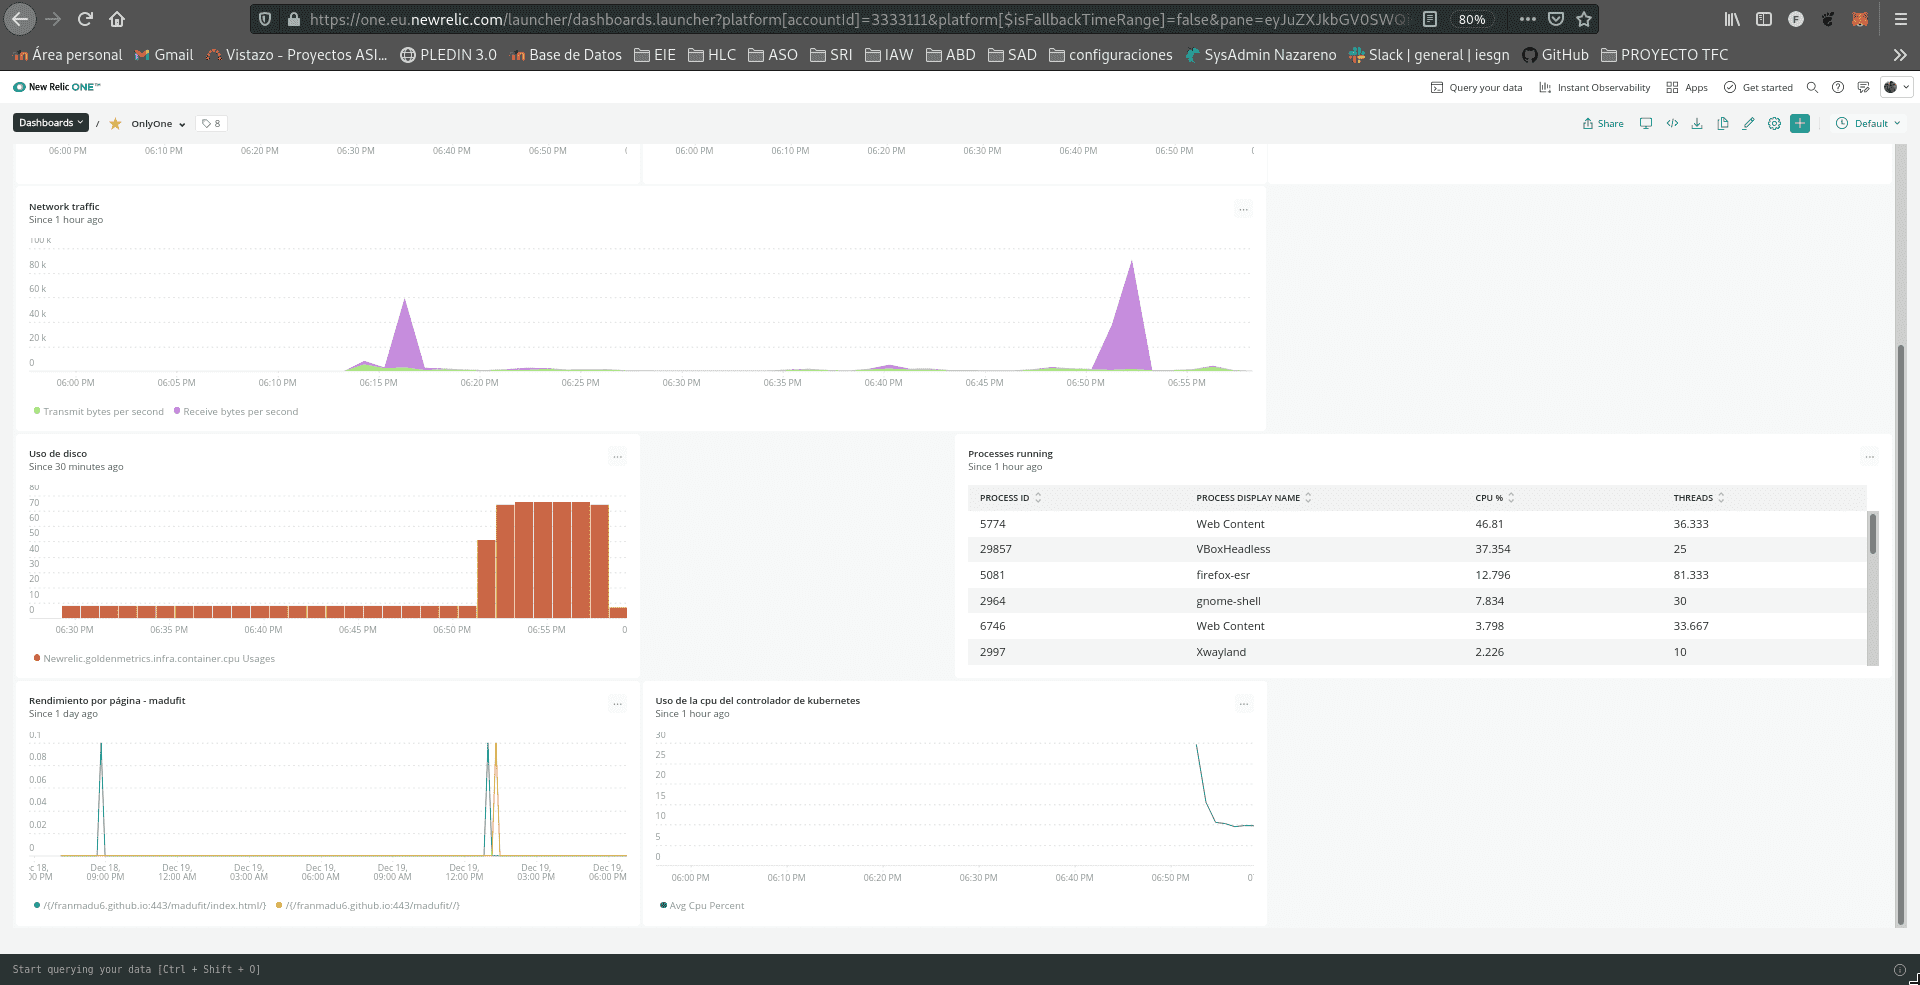 https://one.eu.newrelic.com/launcher/dashboards.launcher?platform[accountId]=3333111&platform[$isFallbackTimeRange]=false&pane=eyJuZXJkbGV0SWQi
80%
Área personal Gmail Vistazo - Proyectos ASI... PLEDIN 3.0 Base de Datos EIE HLC ASO SRI IAW ABD SAD configuraciones SysAdmin Nazareno Slack | general | iesgn GitHub PROYECTO TFC
New Relic ONE™ Query your data Instant Observability Apps Get started
Dashboards / OnlyOne 8 Share Default
06:00 PM 06:10 PM 06:20 PM 06:30 PM 06:40 PM 06:50 PM
06:00 PM 06:10 PM 06:20 PM 06:30 PM 06:40 PM 06:50 PM
Network traffic
Since 1 hour ago
100 k
80 k
60 k
40 k
20 k
0
06:00 PM 06:05 PM 06:10 PM 06:15 PM 06:20 PM 06:25 PM 06:30 PM 06:35 PM 06:40 PM 06:45 PM 06:50 PM 06:55 PM
Transmit bytes per second Receive bytes per second
Uso de disco
Since 30 minutes ago
80
70
60
50
40
30
20
10
0
06:30 PM 06:35 PM 06:40 PM 06:45 PM 06:50 PM 06:55 PM 0
Newrelic.goldenmetrics.infra.container.cpu Usages
Processes running
Since 1 hour ago
PROCESS ID PROCESS DISPLAY NAME CPU % THREADS
5774 Web Content 46.81 36.333
29857 VBoxHeadless 37.354 25
5081 firefox-esr 12.796 81.333
2964 gnome-shell 7.834 30
6746 Web Content 3.798 33.667
2997 Xwayland 2.226 10
Rendimiento por página - madufit
Since 1 day ago
0.1
0.08
0.06
0.04
0.02
0
c 18, Dec 18, Dec 19, Dec 19, Dec 19, Dec 19, Dec 19, Dec 19, Dec 19,
00 PM 09:00 PM 12:00 AM 03:00 AM 06:00 AM 09:00 AM 12:00 PM 03:00 PM 06:00 PM
/{/franmadu6.github.io:443/madufit/index.html/} /{/franmadu6.github.io:443/madufit//}
Uso de la cpu del controlador de kubernetes
Since 1 hour ago
30
25
20
15
10
5
0
06:00 PM 06:10 PM 06:20 PM 06:30 PM 06:40 PM 06:50 PM 0
Avg Cpu Percent
Start querying your data [Ctrl + Shift + O]